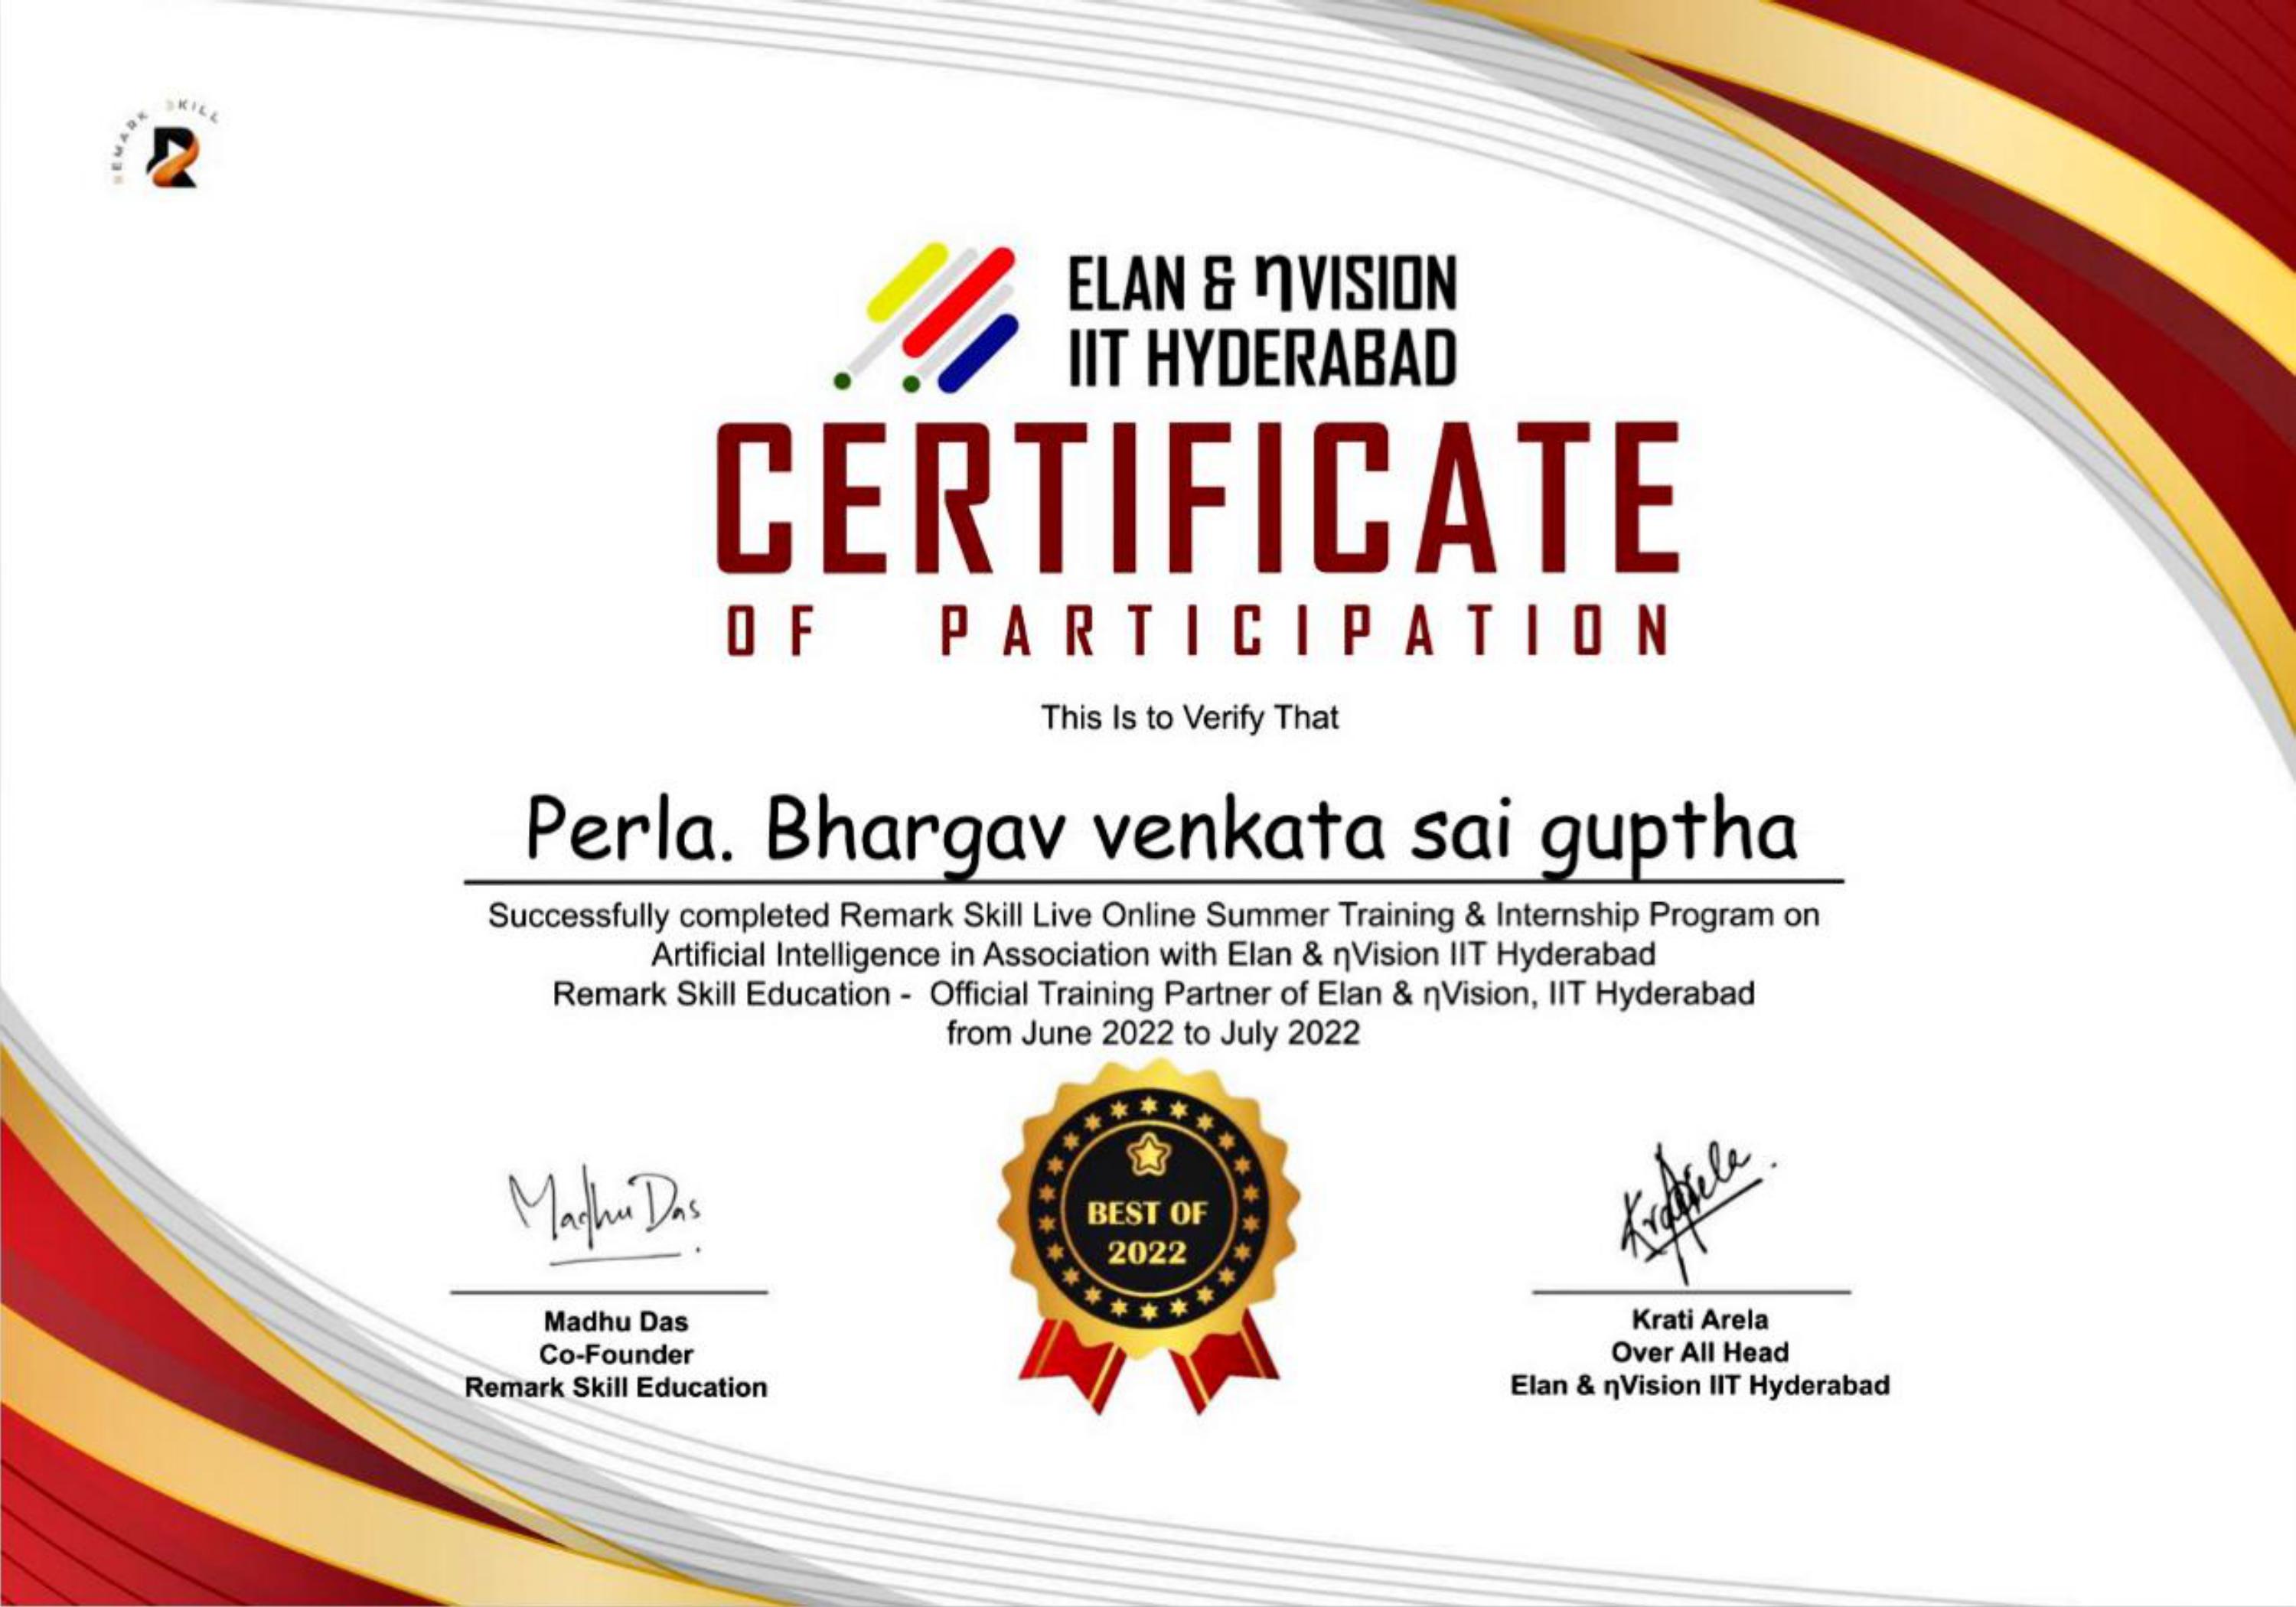 REMARK SKILL
ELAN & ηVISION
IIT HYDERABAD
CERTIFICATE
OF PARTICIPATION
This Is to Verify That
Perla. Bhargav venkata sai guptha
Successfully completed Remark Skill Live Online Summer Training & Internship Program on
Artificial Intelligence in Association with Elan & ηVision IIT Hyderabad
Remark Skill Education - Official Training Partner of Elan & ηVision, IIT Hyderabad
from June 2022 to July 2022
BEST OF
2022
Madhu Das
Madhu Das
Co-Founder
Remark Skill Education
Krati Arela
Krati Arela
Over All Head
Elan & ηVision IIT Hyderabad